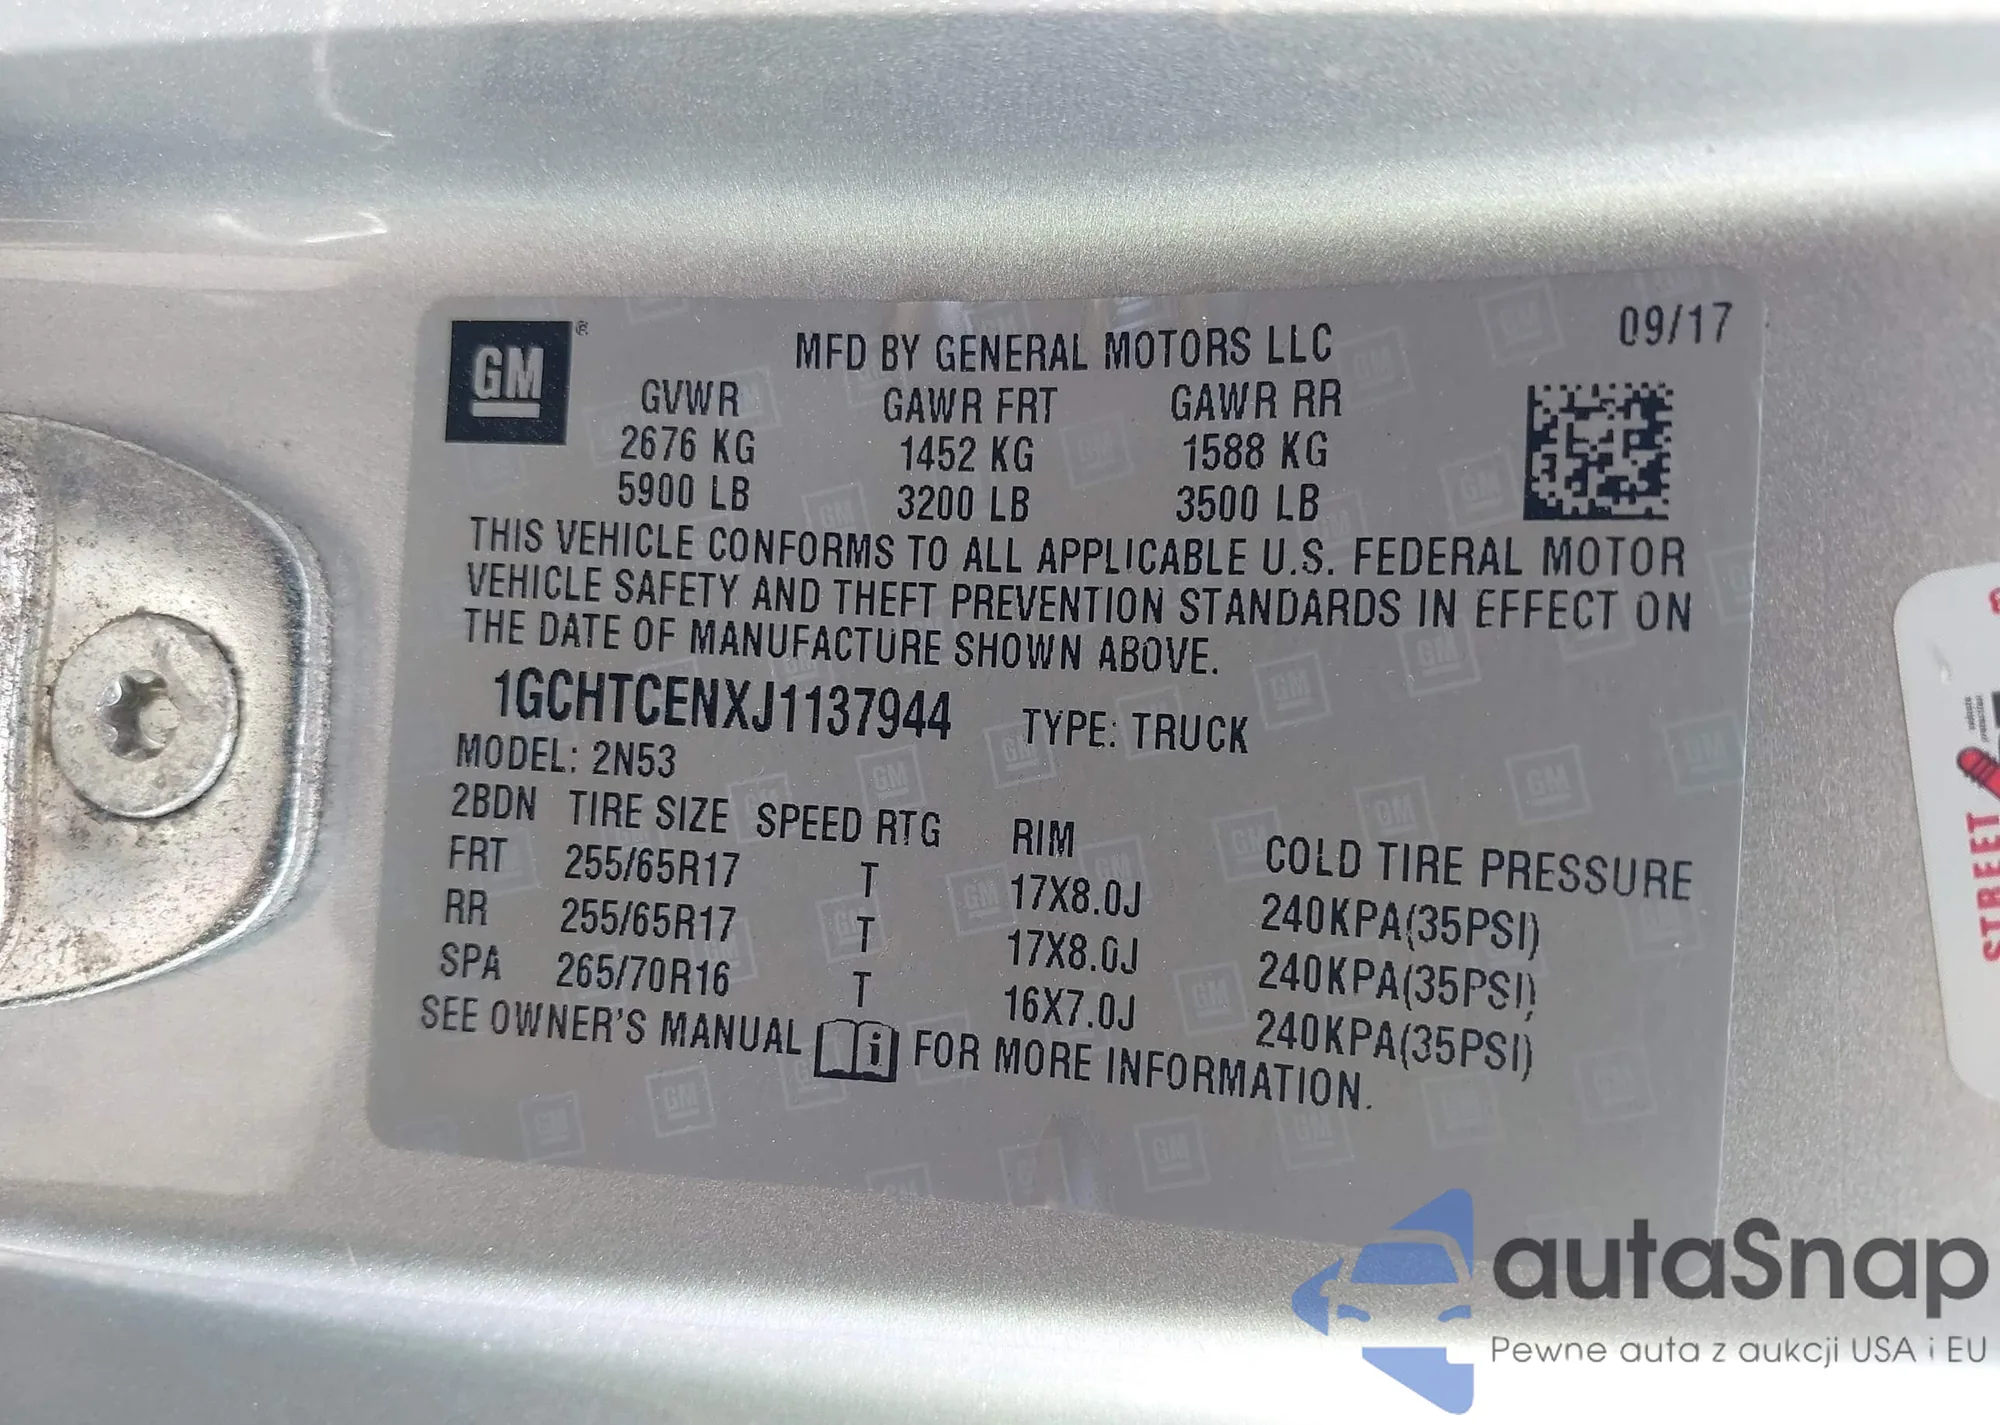 GM ®
MFD BY GENERAL MOTORS LLC 09/17
GVWR GAWR FRT GAWR RR
2676 KG 1452 KG 1588 KG
5900 LB 3200 LB 3500 LB
THIS VEHICLE CONFORMS TO ALL APPLICABLE U.S. FEDERAL MOTOR
VEHICLE SAFETY AND THEFT PREVENTION STANDARDS IN EFFECT ON
THE DATE OF MANUFACTURE SHOWN ABOVE.
1GCHTCENXJ1137944 TYPE: TRUCK
MODEL: 2N53
2BDN TIRE SIZE SPEED RTG RIM COLD TIRE PRESSURE
FRT 255/65R17 T 17X8.0J 240KPA(35PSI)
RR 255/65R17 T 17X8.0J 240KPA(35PSI)
SPA 265/70R16 T 16X7.0J 240KPA(35PSI)
SEE OWNER'S MANUAL i FOR MORE INFORMATION.
STREET
autaSnap
Pewne auta z aukcji USA i EU